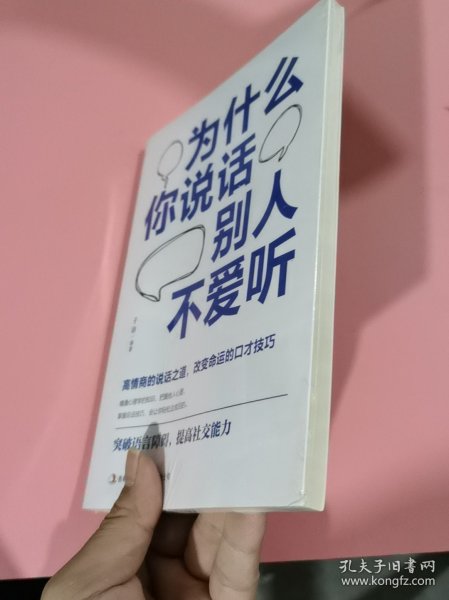 为什么
你说话
别人
不爱听
高情商的说话之道，改变命运的口才技巧
突破语言障碍，提高社交能力
孔夫子旧书网
www.kongfz.com